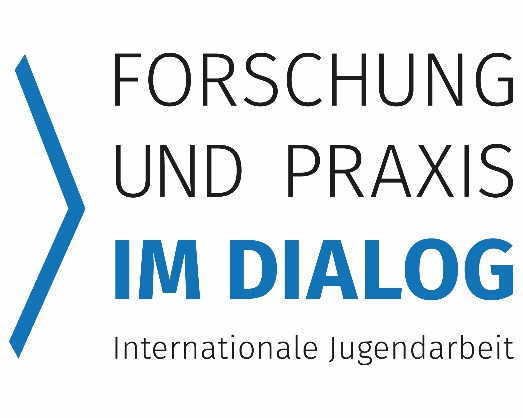 FORSCHUNG
UND PRAXIS
IM DIALOG
Internationale Jugendarbeit